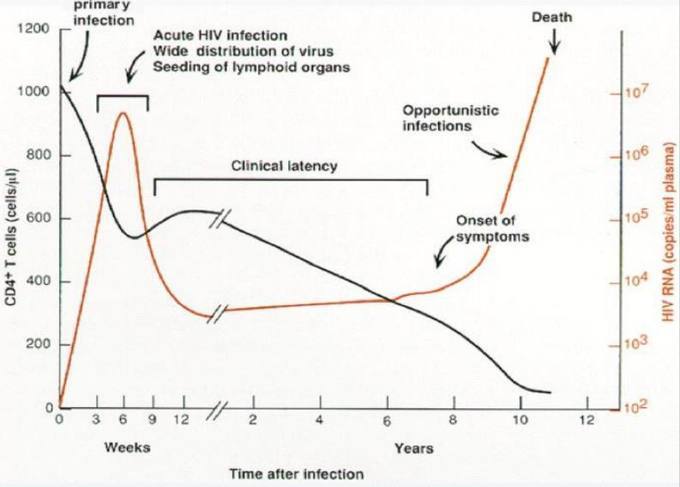 primary
infection
Acute HIV infection
Wide distribution of virus
Seeding of lymphoid organs
Death
1200
1000
800
600
400
200
0
CD4⁺ T cells (cells/µl)
Clinical latency
Opportunistic
infections
Onset of
symptoms
10⁷
10⁶
10⁵
10⁴
10³
10²
HIV RNA (copies/ml plasma)
0 3 6 9 12 2 4 6 8 10 12
Weeks Years
Time after infection